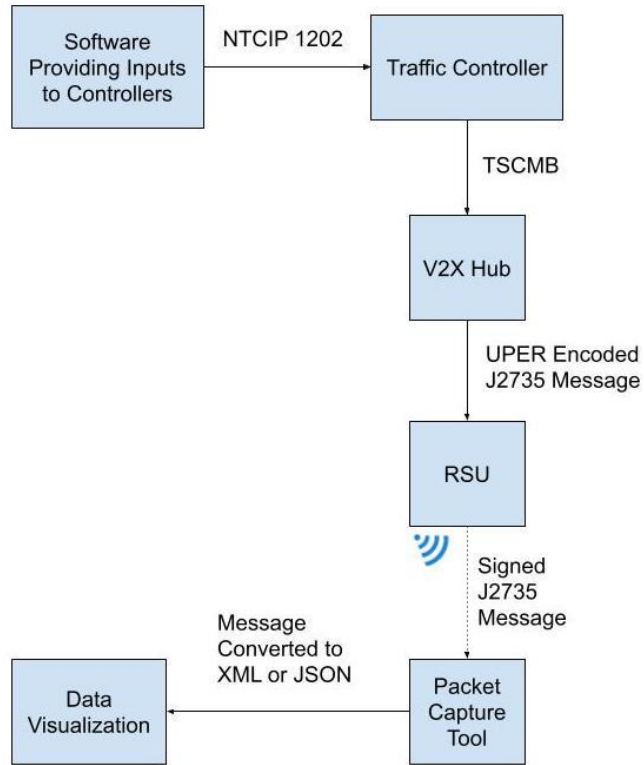 Software
Providing Inputs
to Controllers
NTCIP 1202
Traffic Controller
TSCMB
V2X Hub
UPER Encoded
J2735 Message
RSU
Signed
J2735
Message
Message
Converted to
XML or JSON
Packet
Capture
Tool
Data
Visualization